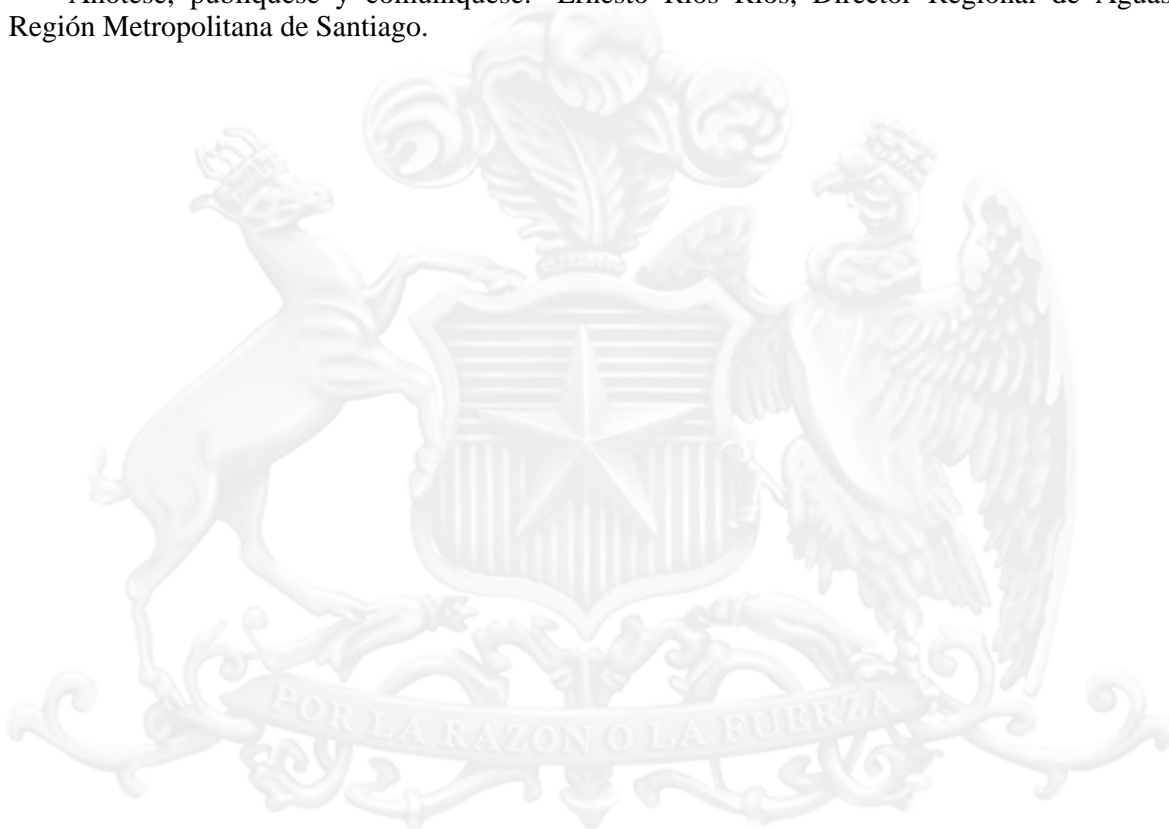 Anótese, publíquese y comuníquese.- Ernesto Ríos Ríos, Director Regional de Aguas
Región Metropolitana de Santiago.
POR LA RAZON O LA FUERZA